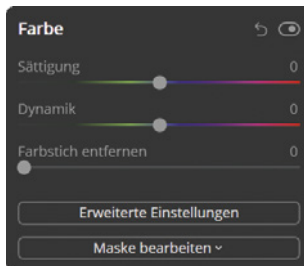 Farbe
Sättigung 0
Dynamik 0
Farbstich entfernen 0
Erweiterte Einstellungen
Maske bearbeiten